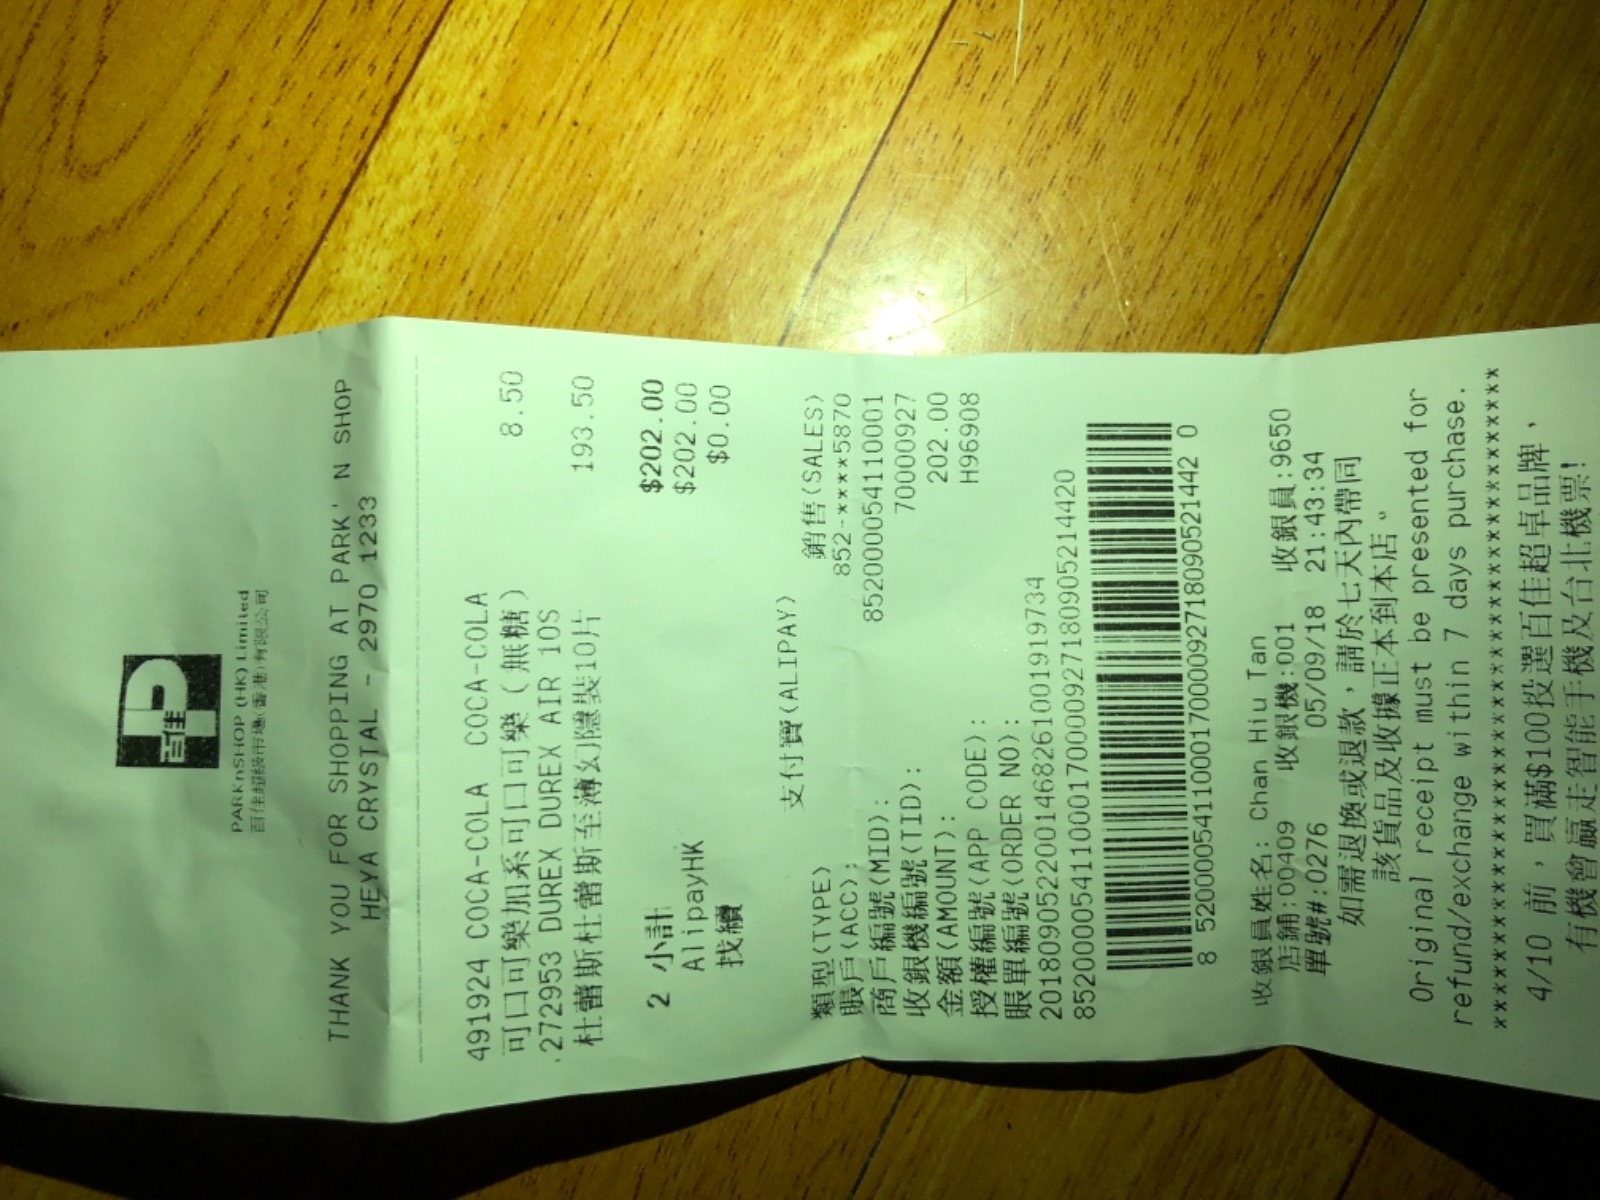 百佳
PARKnSHOP (HK) Limited
百佳超級市場(香港)有限公司
THANK YOU FOR SHOPPING AT PARK'N SHOP
HEYA CRYSTAL - 2970 1233
491924 COCA-COLA COCA-COLA
可口可樂加系可口可樂(無糖) 8.50
.272953 DUREX DUREX AIR 10S
杜蕾斯杜蕾斯至薄幻隱裝10片 193.50
2 小計 $202.00
AlipayHK $202.00
找續 $0.00
支付寶(ALIPAY)
類型(TYPE) 銷售(SALES)
賬戶(ACC): 852-****5870
商戶編號(MID): 852000054110001
收銀機編號(TID): 70000927
金額(AMOUNT): 202.00
授權編號(APP CODE): H96908
賬單編號(ORDER NO):
2018090522001468261001919734
85200005411000170000927180905214420
8 520000541100017000092718090521442 0
收銀員姓名: Chan Hiu Tan
店鋪:00409 收銀機:001 收銀員:9650
單號#:0276 05/09/18 21:43:34
如需退換或退款，請於七天內帶同
該貨品及收據正本到本店。
Original receipt must be presented for
refund/exchange within 7 days purchase.
****************************************
4/10 前，買滿$100投選百佳超卓品牌，
有機會贏走智能手機及台北機票!